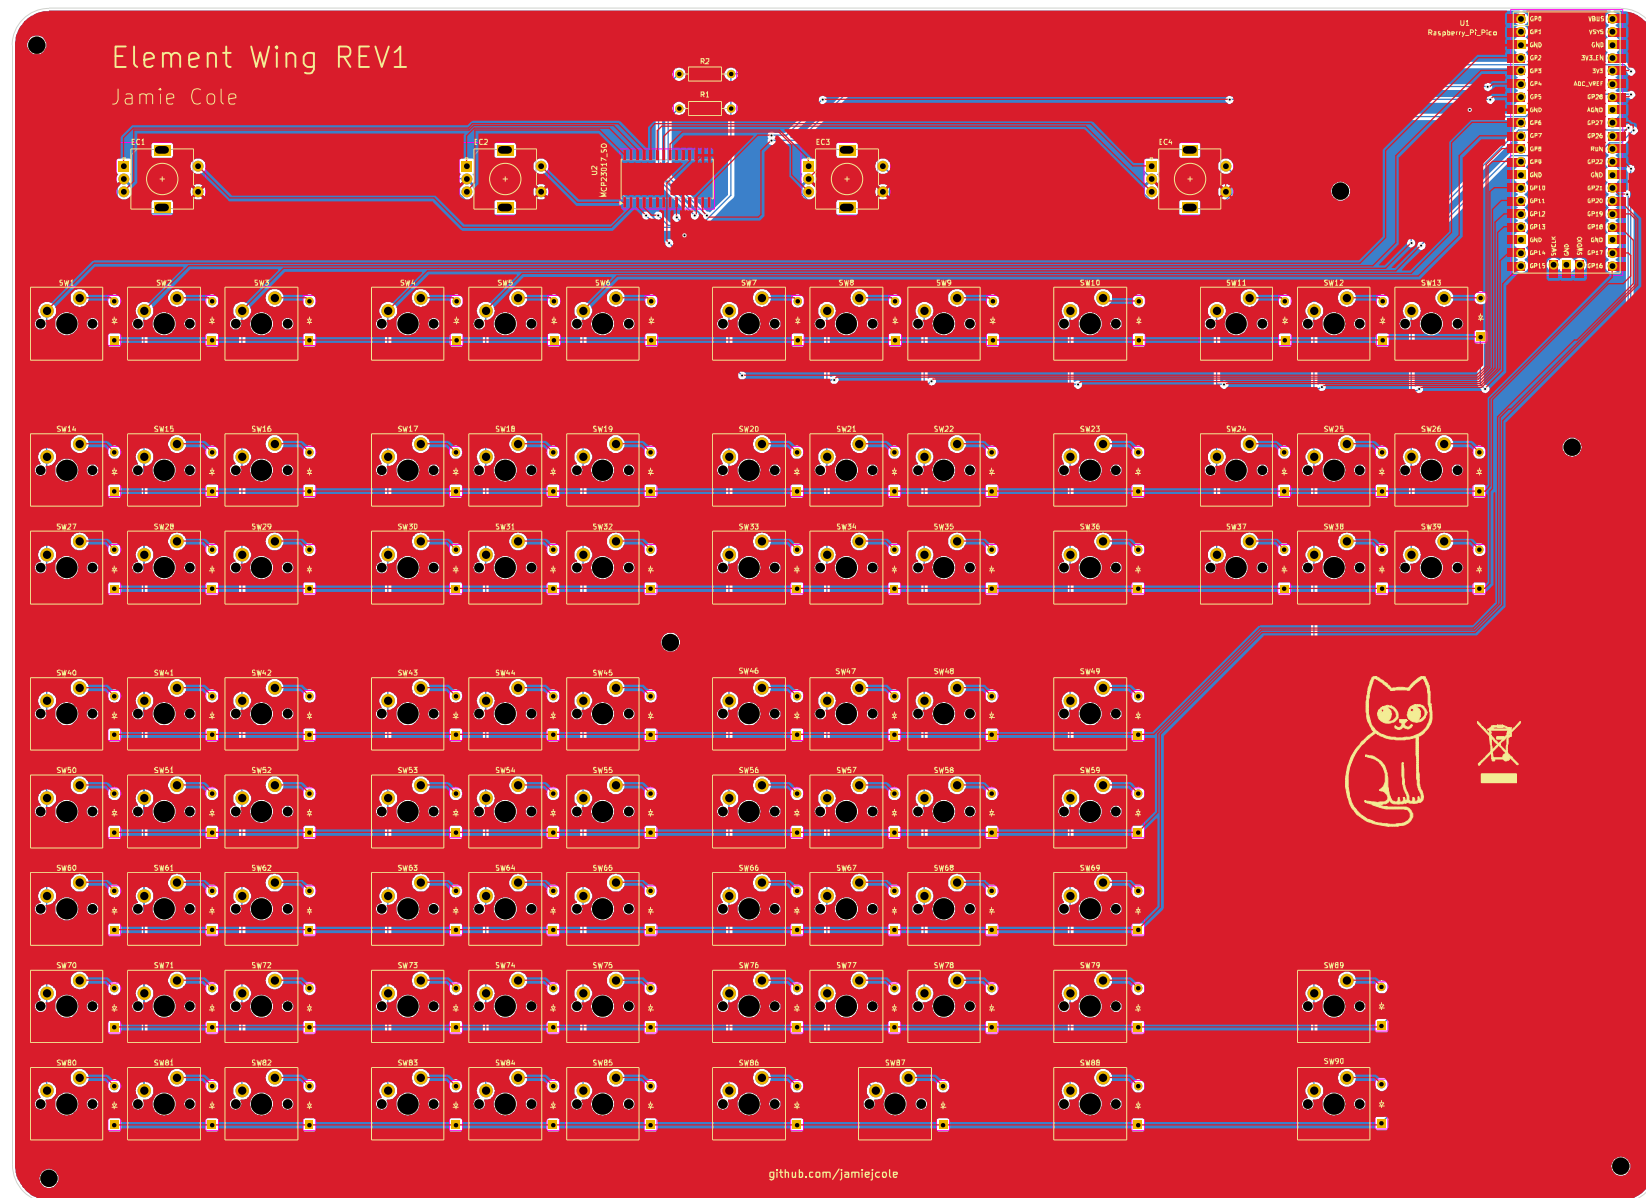 Element Wing REV1
Jamie Cole
R2
R1
U1
Raspberry_Pi_Pico
GP0 VBUS
GP1 VSYS
GND GND
GP2 3V3_EN
GP3 3V3
GP4 ADC_VREF
GP5 GP28
GND AGND
GP6 GP27
GP7 GP26
GP8 RUN
GP9 GP22
GND GND
GP10 GP21
GP11 GP20
GP12 GP19
GP13 GP18
GND GND
GP14 GP17
GP15 GP16
SWCLK
GND
SWDIO
EC1 EC2 EC3 EC4
U2
MCP23017_SO
SW1 SW2 SW3 SW4 SW5 SW6 SW7 SW8 SW9 SW10 SW11 SW12 SW13
SW14 SW15 SW16 SW17 SW18 SW19 SW20 SW21 SW22 SW23 SW24 SW25 SW26
SW27 SW28 SW29 SW30 SW31 SW32 SW33 SW34 SW35 SW36 SW37 SW38 SW39
SW40 SW41 SW42 SW43 SW44 SW45 SW46 SW47 SW48 SW49
SW50 SW51 SW52 SW53 SW54 SW55 SW56 SW57 SW58 SW59
SW60 SW61 SW62 SW63 SW64 SW65 SW66 SW67 SW68 SW69
SW70 SW71 SW72 SW73 SW74 SW75 SW76 SW77 SW78 SW79 SW89
SW80 SW81 SW82 SW83 SW84 SW85 SW86 SW87 SW88 SW90
github.com/jamiejcole